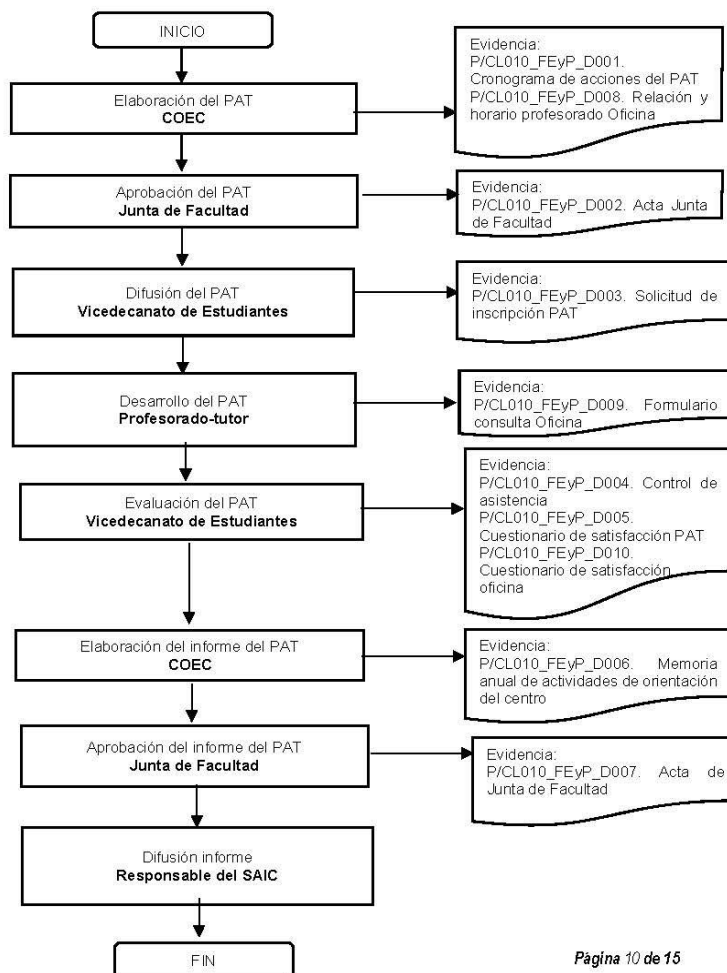 INICIO
Elaboración del PAT
COEC
Evidencia:
P/CL010_FEyP_D001.
Cronograma de acciones del PAT
P/CL010_FEyP_D008. Relación y
horario profesorado Oficina
Aprobación del PAT
Junta de Facultad
Evidencia:
P/CL010_FEyP_D002. Acta Junta
de Facultad
Difusión del PAT
Vicedecanato de Estudiantes
Evidencia:
P/CL010_FEyP_D003. Solicitud de
inscripción PAT
Desarrollo del PAT
Profesorado-tutor
Evidencia:
P/CL010_FEyP_D009. Formulario
consulta Oficina
Evaluación del PAT
Vicedecanato de Estudiantes
Evidencia:
P/CL010_FEyP_D004. Control de
asistencia
P/CL010_FEyP_D005.
Cuestionario de satisfacción PAT
P/CL010_FEyP_D010.
Cuestionario de satisfacción
oficina
Elaboración del informe del PAT
COEC
Evidencia:
P/CL010_FEyP_D006. Memoria
anual de actividades de orientación
del centro
Aprobación del informe del PAT
Junta de Facultad
Evidencia:
P/CL010_FEyP_D007. Acta de
Junta de Facultad
Difusión informe
Responsable del SAIC
FIN
Página 10 de 15